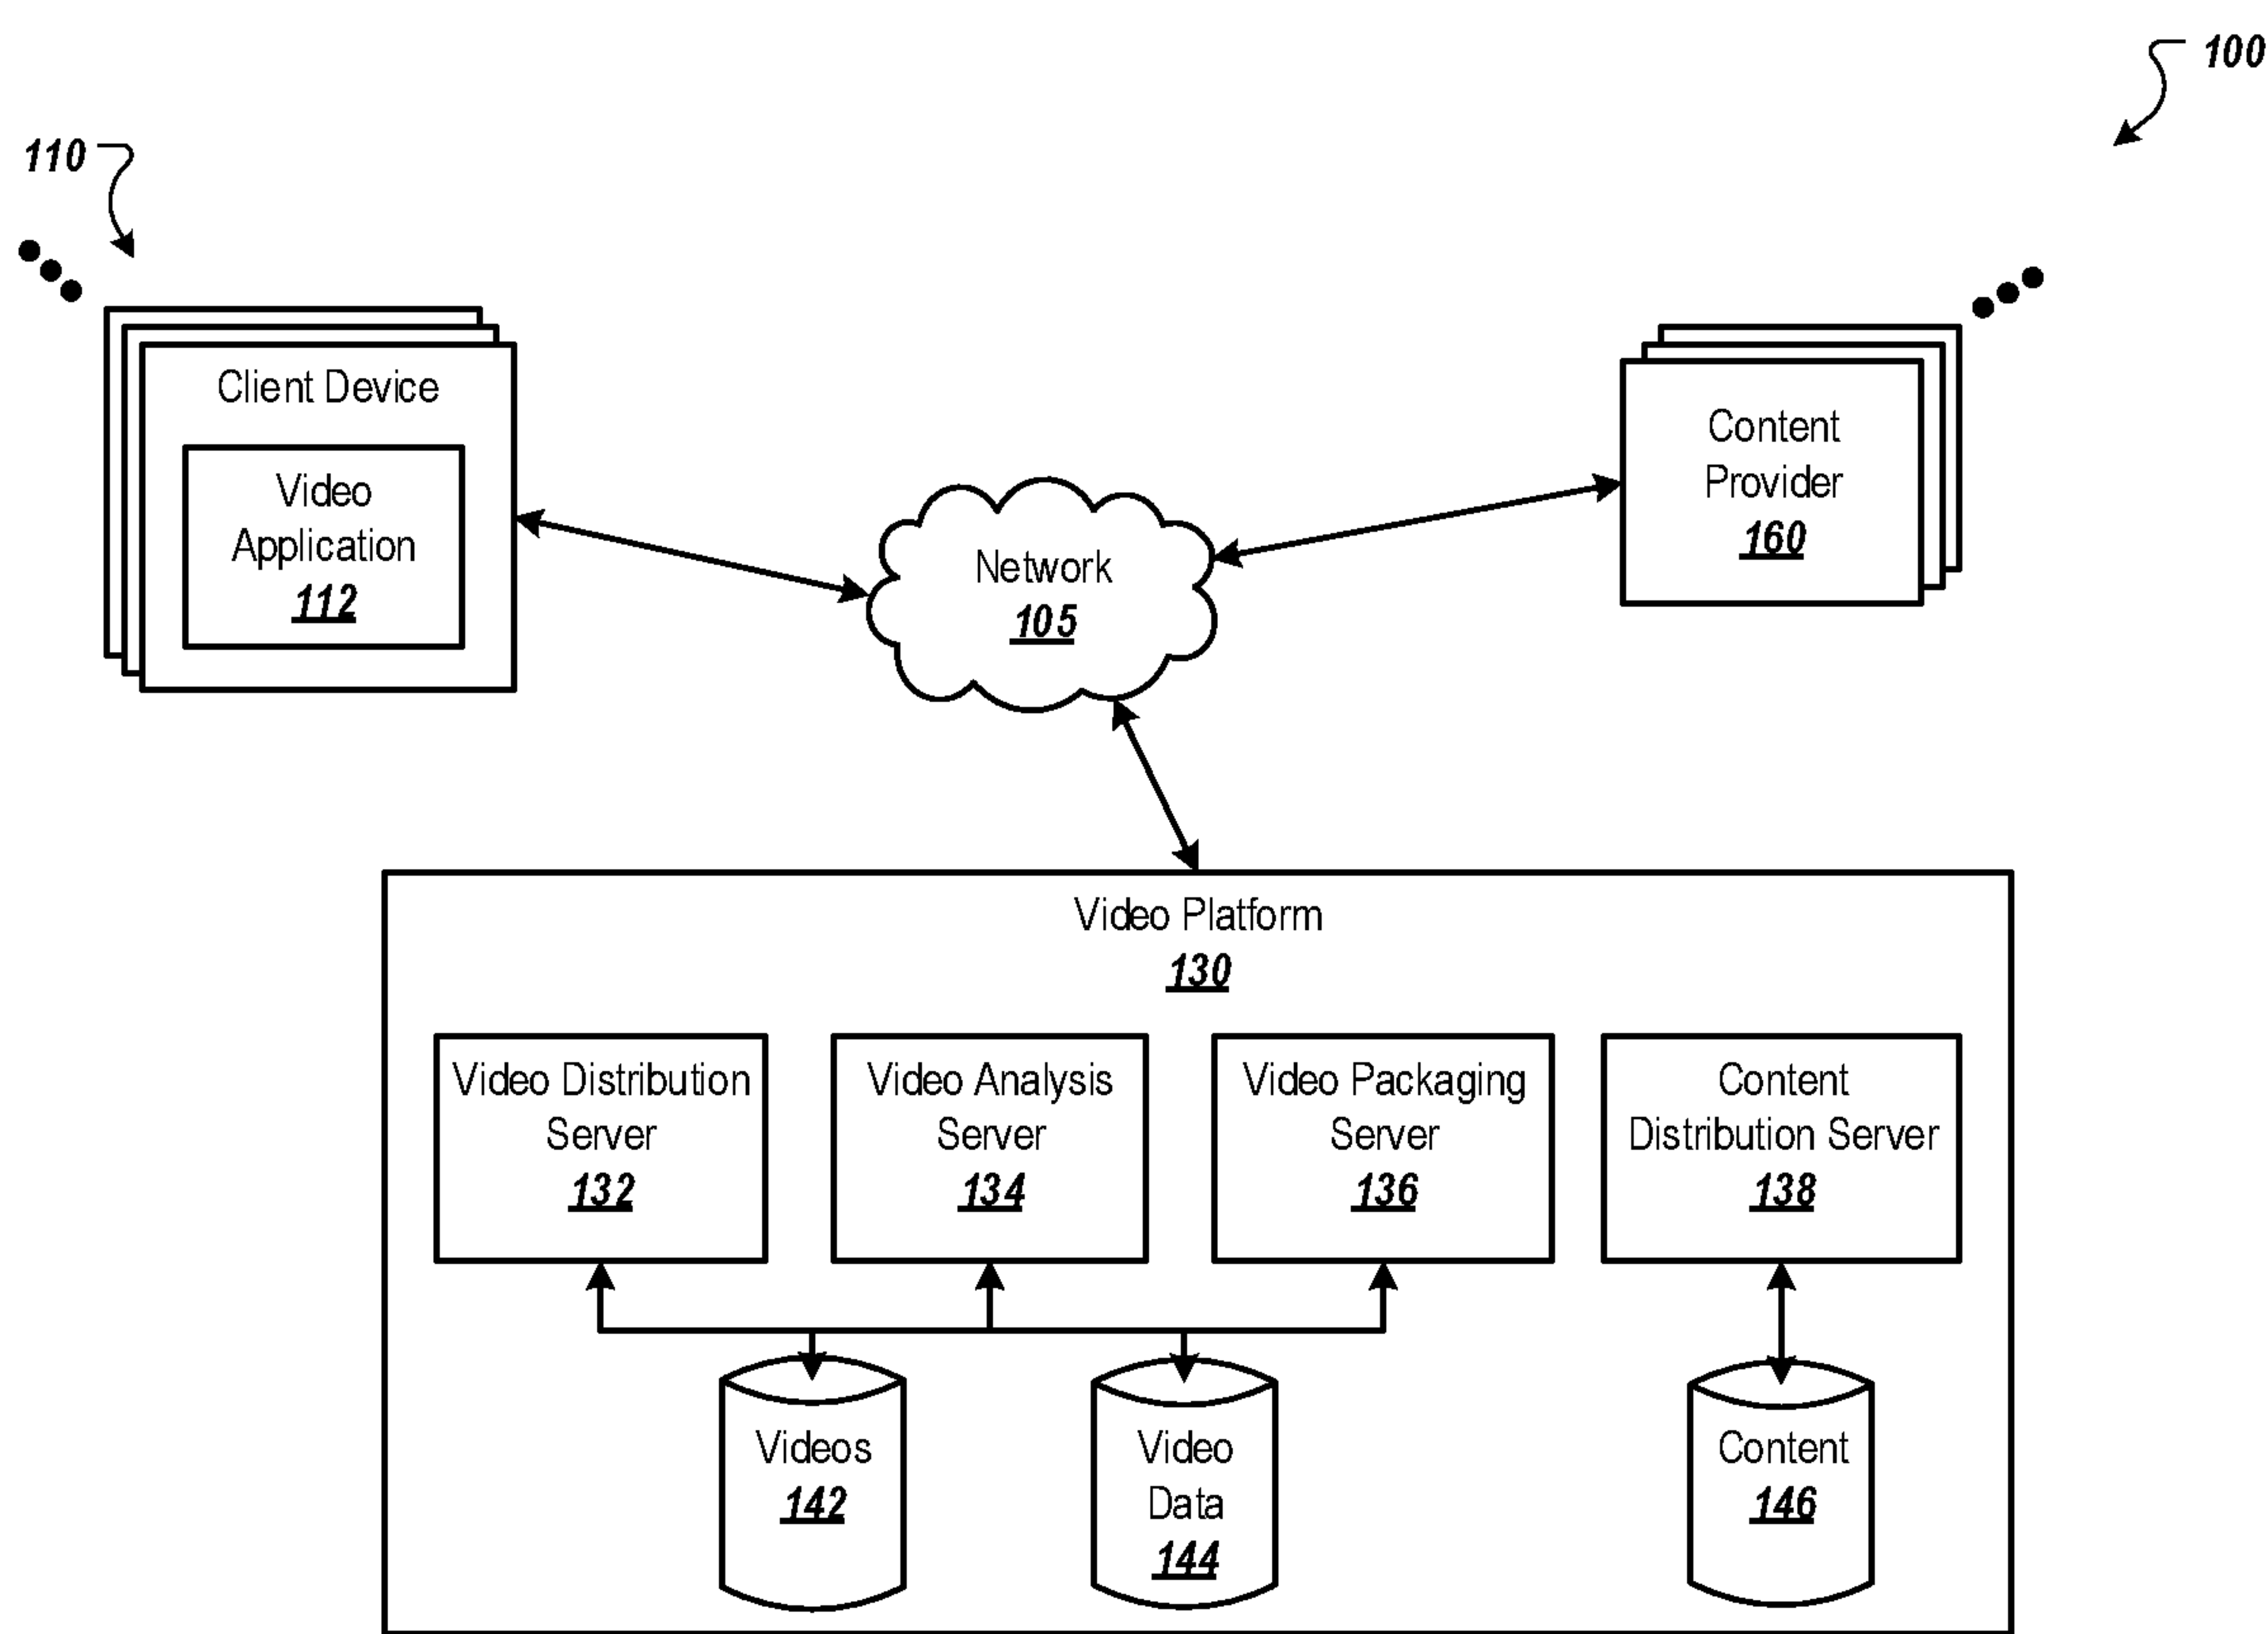 100
110
Client Device
Video
Application
112
Content
Provider
160
Network
105
Video Platform
130
Video Distribution
Server
132
Video Analysis
Server
134
Video Packaging
Server
136
Content
Distribution Server
138
Videos
142
Video
Data
144
Content
146